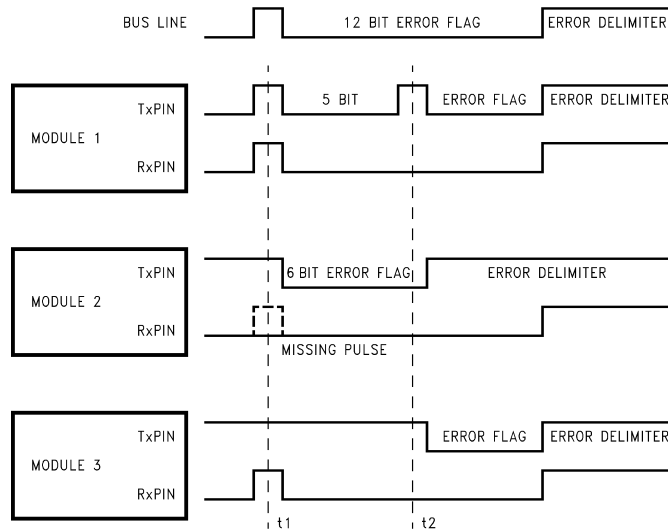 BUS LINE 12 BIT ERROR FLAG ERROR DELIMITER
TxPIN 5 BIT ERROR FLAG ERROR DELIMITER
MODULE 1
RxPIN
TxPIN 6 BIT ERROR FLAG ERROR DELIMITER
MODULE 2
RxPIN
MISSING PULSE
TxPIN ERROR FLAG ERROR DELIMITER
MODULE 3
RxPIN
t1 t2